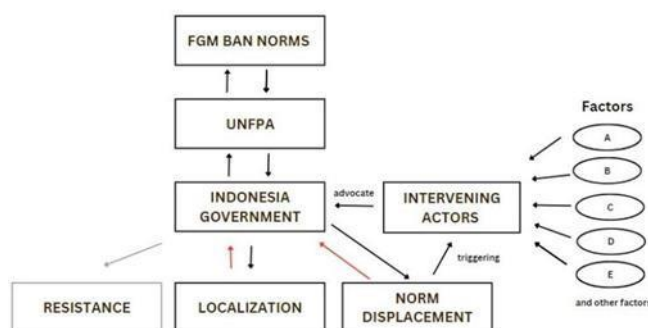 FGM BAN NORMS
UNFPA
Factors
A
B
C
D
E
and other factors
INDONESIA
GOVERNMENT
advocate
INTERVENING
ACTORS
triggering
RESISTANCE
LOCALIZATION
NORM
DISPLACEMENT